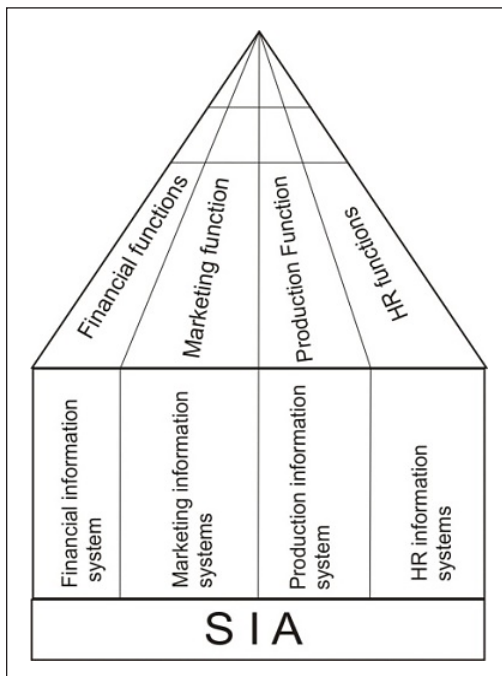 Financial functions
Marketing function
Production Function
HR functions
Financial information
system
Marketing information
systems
Production information
system
HR information
systems
S I A